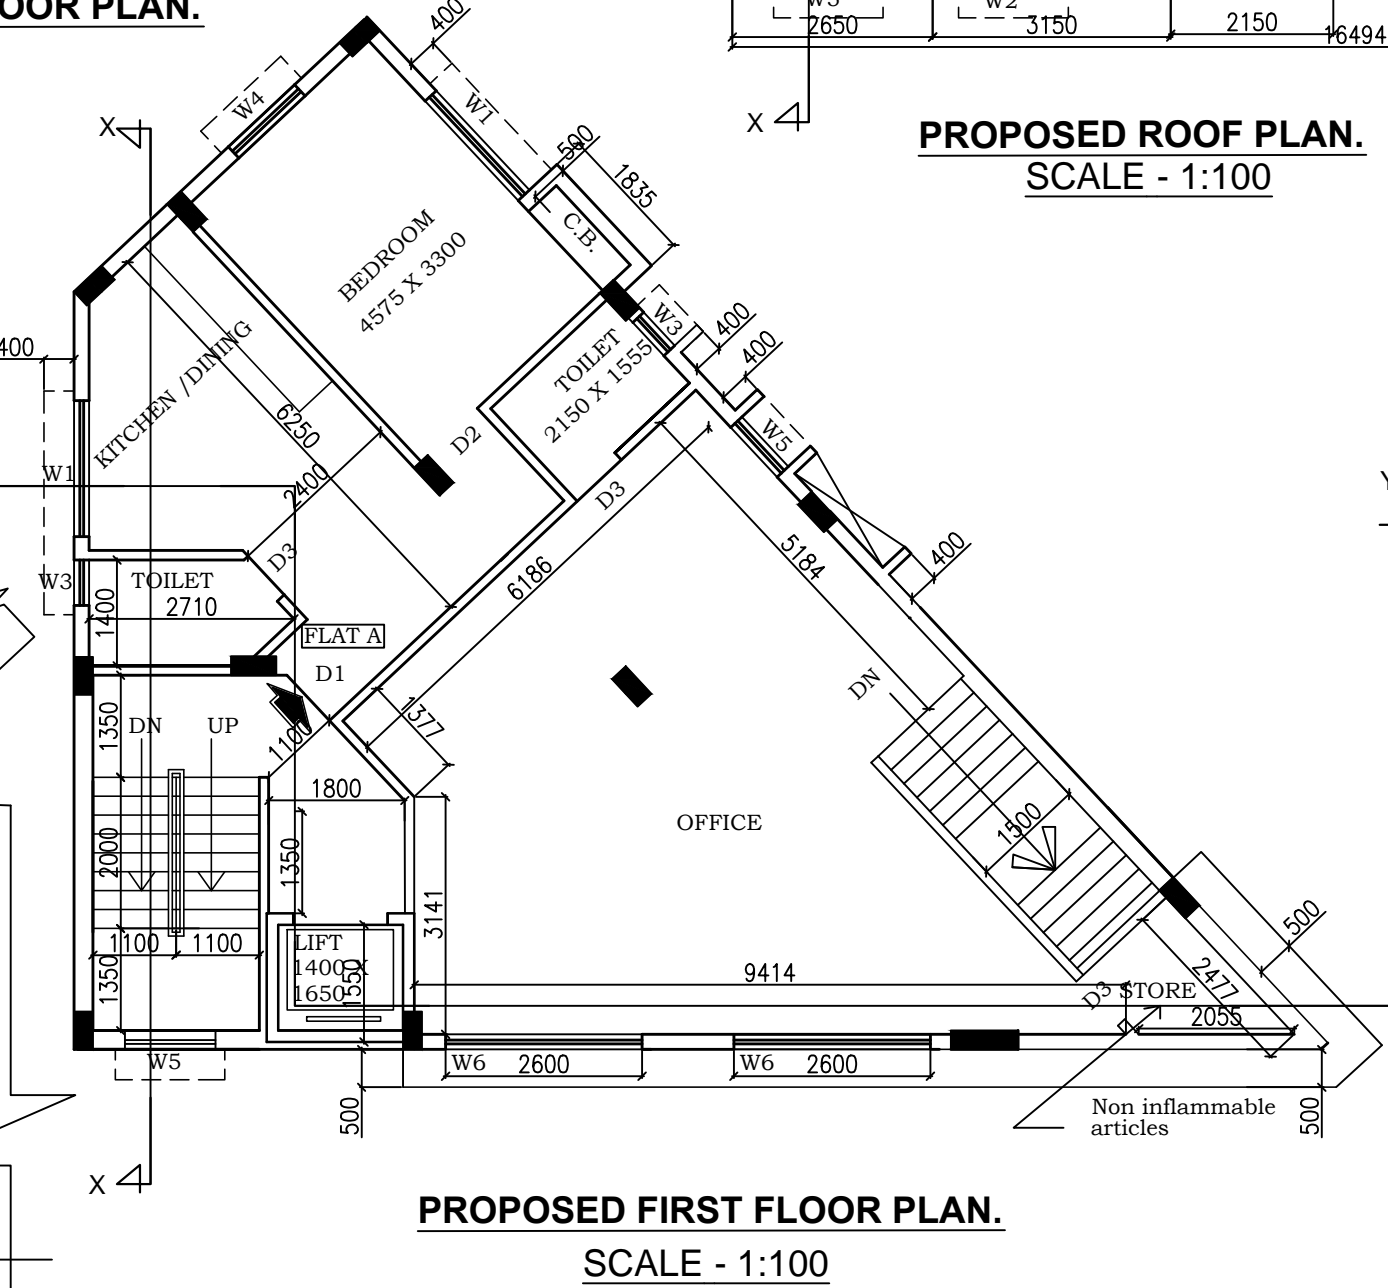 OOR PLAN.
W3
W2
2650
3150
2150
16494
X
PROPOSED ROOF PLAN.
SCALE - 1:100
400
W4
W1
X
500
1835
C.B.
BEDROOM
4575 X 3300
W3
400
400
400
KITCHEN /DINING
TOILET
2150 X 1555
6250
D2
W5
W1
2400
D3
Y
D3
5184
400
6186
W3
TOILET
2710
1400
FLAT A
D1
DN
1377
1350
DN
UP
1100
1800
OFFICE
1500
2000
1350
3141
500
1100
1100
LIFT
1400 X
1650
1550
9414
2477
1350
D3
STORE
2055
W5
W6
2600
W6
2600
500
Non inflammable
articles
500
X
PROPOSED FIRST FLOOR PLAN.
SCALE - 1:100